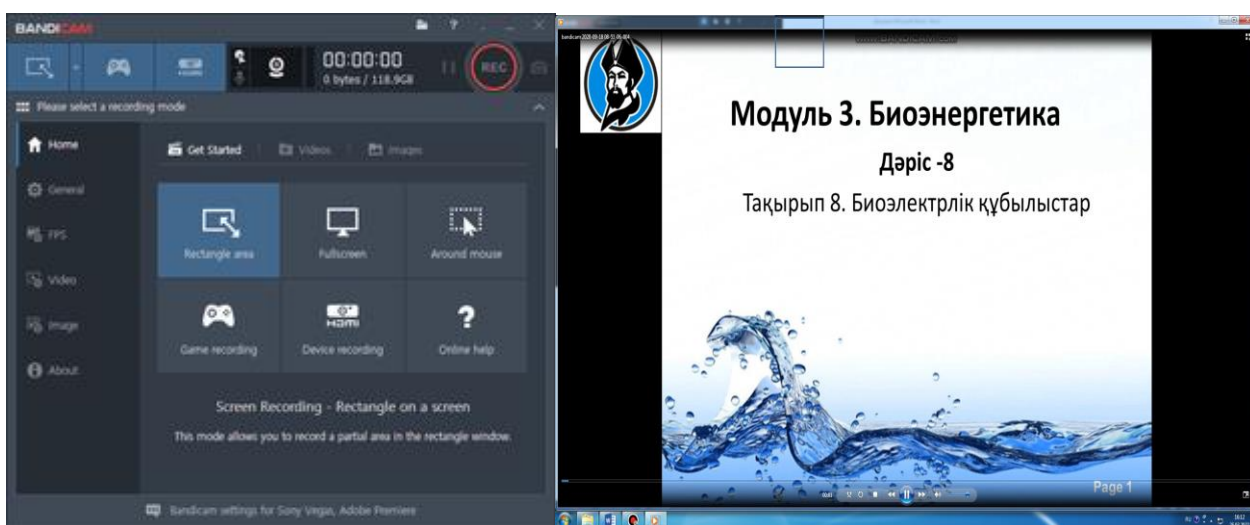 BANDICAM
00:00:00
0 bytes / 118.9GB
REC
Please select a recording mode
Home
General
FPS
Video
Image
About
Get Started
Videos
Images
Rectangle area
Fullscreen
Around mouse
Game recording
HDMI
Device recording
?
Online help
Screen Recording - Rectangle on a screen
This mode allows you to record a partial area in the rectangle window.
Bandicam settings for Sony Vegas, Adobe Premiere
Модуль 3. Биоэнергетика
Дәріс -8
Тақырып 8. Биоэлектрлік құбылыстар
Page 1